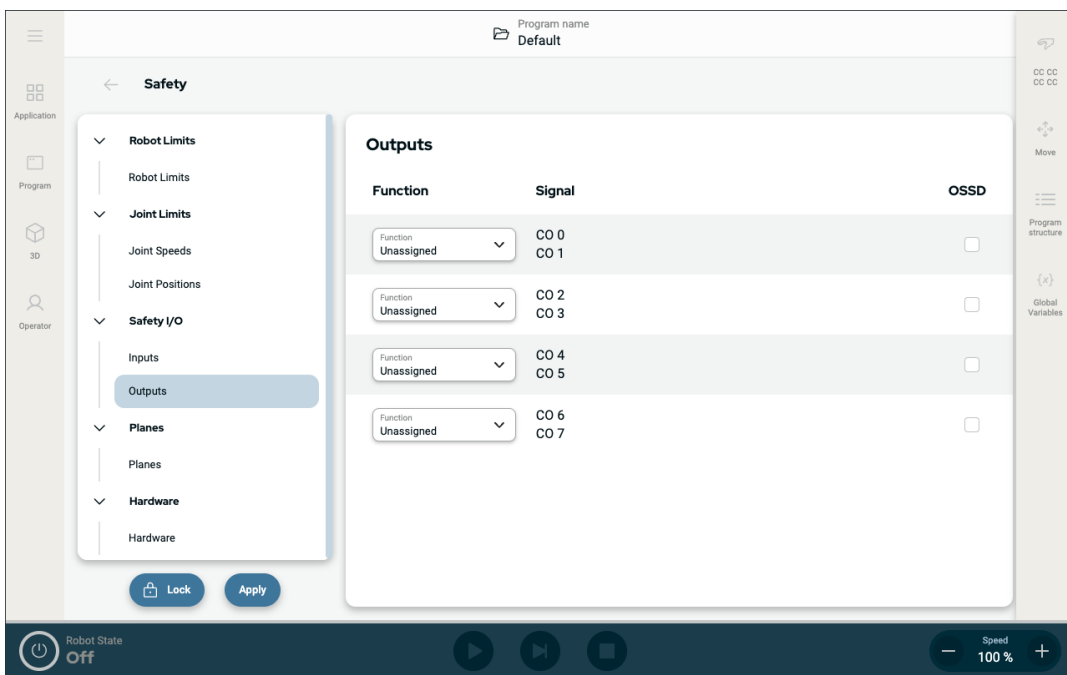 Program name
Default
Application
Program
3D
Operator
Safety
Robot Limits
Robot Limits
Joint Limits
Joint Speeds
Joint Positions
Safety I/O
Inputs
Outputs
Planes
Planes
Hardware
Hardware
Lock
Apply
Outputs
Function
Signal
OSSD
Function
Unassigned
CO 0
CO 1
Function
Unassigned
CO 2
CO 3
Function
Unassigned
CO 4
CO 5
Function
Unassigned
CO 6
CO 7
CC CC
CC CC
Move
Program
structure
{x}
Global
Variables
Robot State
Off
Speed
100 %